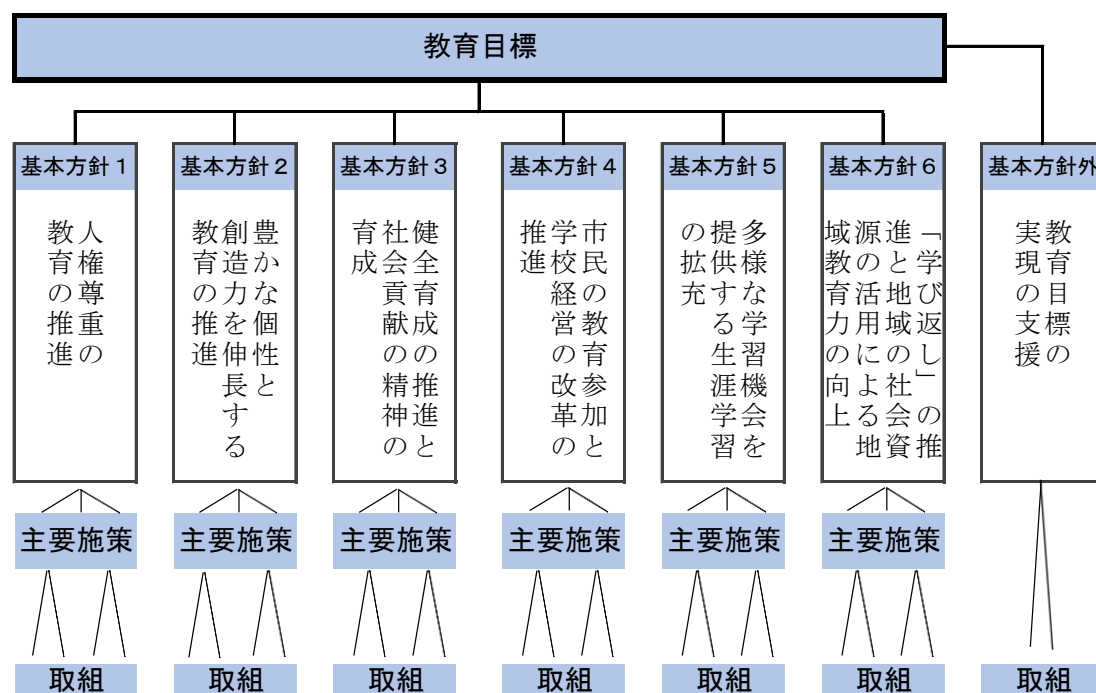 教育目標
基本方針１
人権尊重の
教育の推進
基本方針２
豊かな個性と
創造力を伸長する
教育の推進
基本方針３
健全育成の推進と
社会貢献の精神の
育成
基本方針４
市民の教育参加と
学校経営の改革の
推進
基本方針５
多様な学習機会を
提供する生涯学習
の拡充
基本方針６
「学び返し」の推
進と地域の社会資
源の活用による地
域教育力の向上
基本方針外
教育目標の
実現の支援
主要施策
主要施策
主要施策
主要施策
主要施策
主要施策
取組
取組
取組
取組
取組
取組
取組